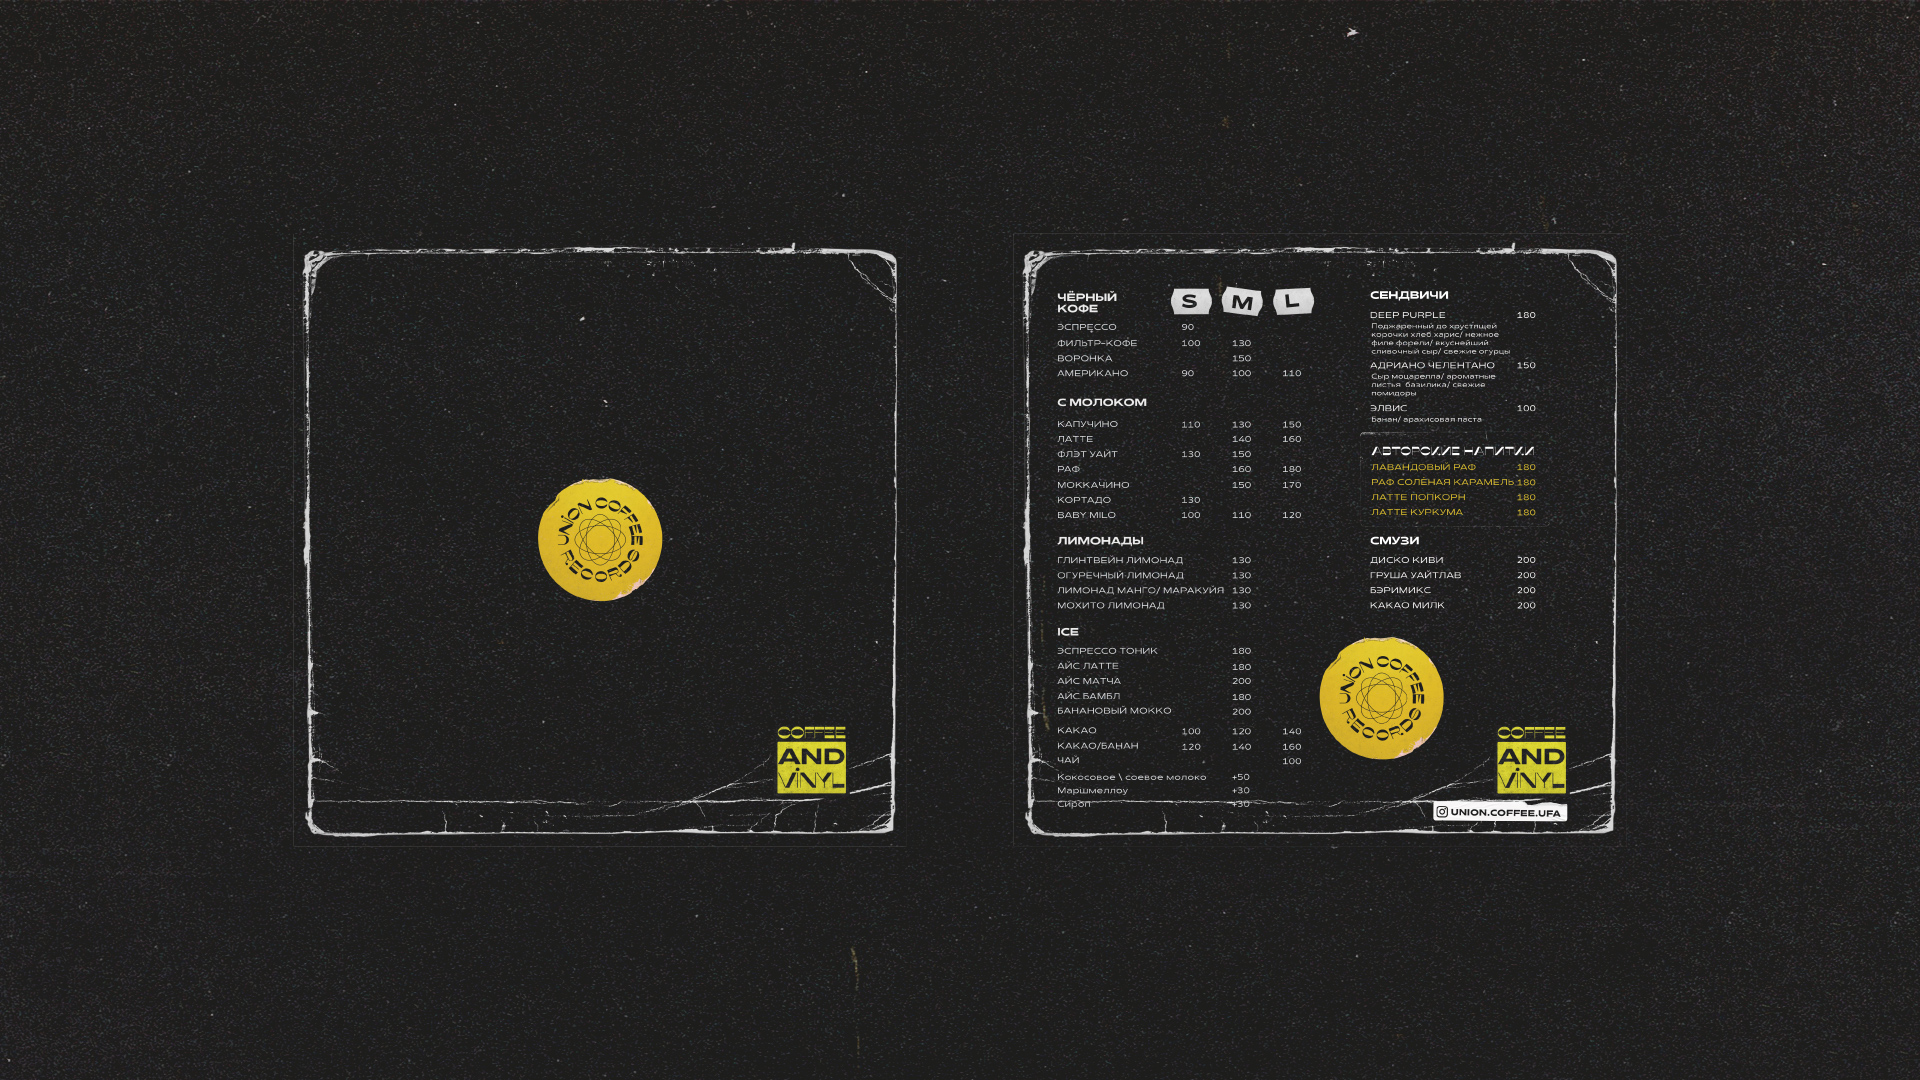 UNION COFFEE RECORDS
COFFEE
AND
VINYL
ЧЁРНЫЙ
КОФЕ
S M L
ЭСПРЕССО 90
ФИЛЬТР-КОФЕ 100 130
ВОРОНКА 150
АМЕРИКАНО 90 100 110
С МОЛОКОМ
КАПУЧИНО 110 130 150
ЛАТТЕ 140 160
ФЛЭТ УАЙТ 130 150
РАФ 160 180
МОККАЧИНО 150 170
КОРТАДО 130
BABY MILO 100 110 120
ЛИМОНАДЫ
ГЛИНТВЕЙН ЛИМОНАД 130
ОГУРЕЧНЫЙ ЛИМОНАД 130
ЛИМОНАД МАНГО/ МАРАКУЙЯ 130
МОХИТО ЛИМОНАД 130
ICE
ЭСПРЕССО ТОНИК 180
АЙС ЛАТТЕ 180
АЙС МАТЧА 200
АЙС БАМБЛ 180
БАНАНОВЫЙ МОККО 200
КАКАО 100 120 140
КАКАО/БАНАН 120 140 160
ЧАЙ 100
Кокосовое \ соевое молоко +50
Маршмеллоу +30
Сироп +30
СЕНДВИЧИ
DEEP PURPLE 180
Поджаренный до хрустящей
корочки хлеб харис/ нежное
филе форели/ вкуснейший
сливочный сыр/ свежие огурцы
АДРИАНО ЧЕЛЕНТАНО 150
Сыр моцарелла/ ароматные
листья базилика/ свежие
помидоры
ЭЛВИС 100
Банан/ арахисовая паста
АВТОРСКИЕ НАПИТКИ
ЛАВАНДОВЫЙ РАФ 180
РАФ СОЛЁНАЯ КАРАМЕЛЬ 180
ЛАТТЕ ПОПКОРН 180
ЛАТТЕ КУРКУМА 180
СМУЗИ
ДИСКО КИВИ 200
ГРУША УАЙТЛАВ 200
БЭРИМИКС 200
КАКАО МИЛК 200
UNION COFFEE RECORDS
COFFEE
AND
VINYL
UNION.COFFEE.UFA